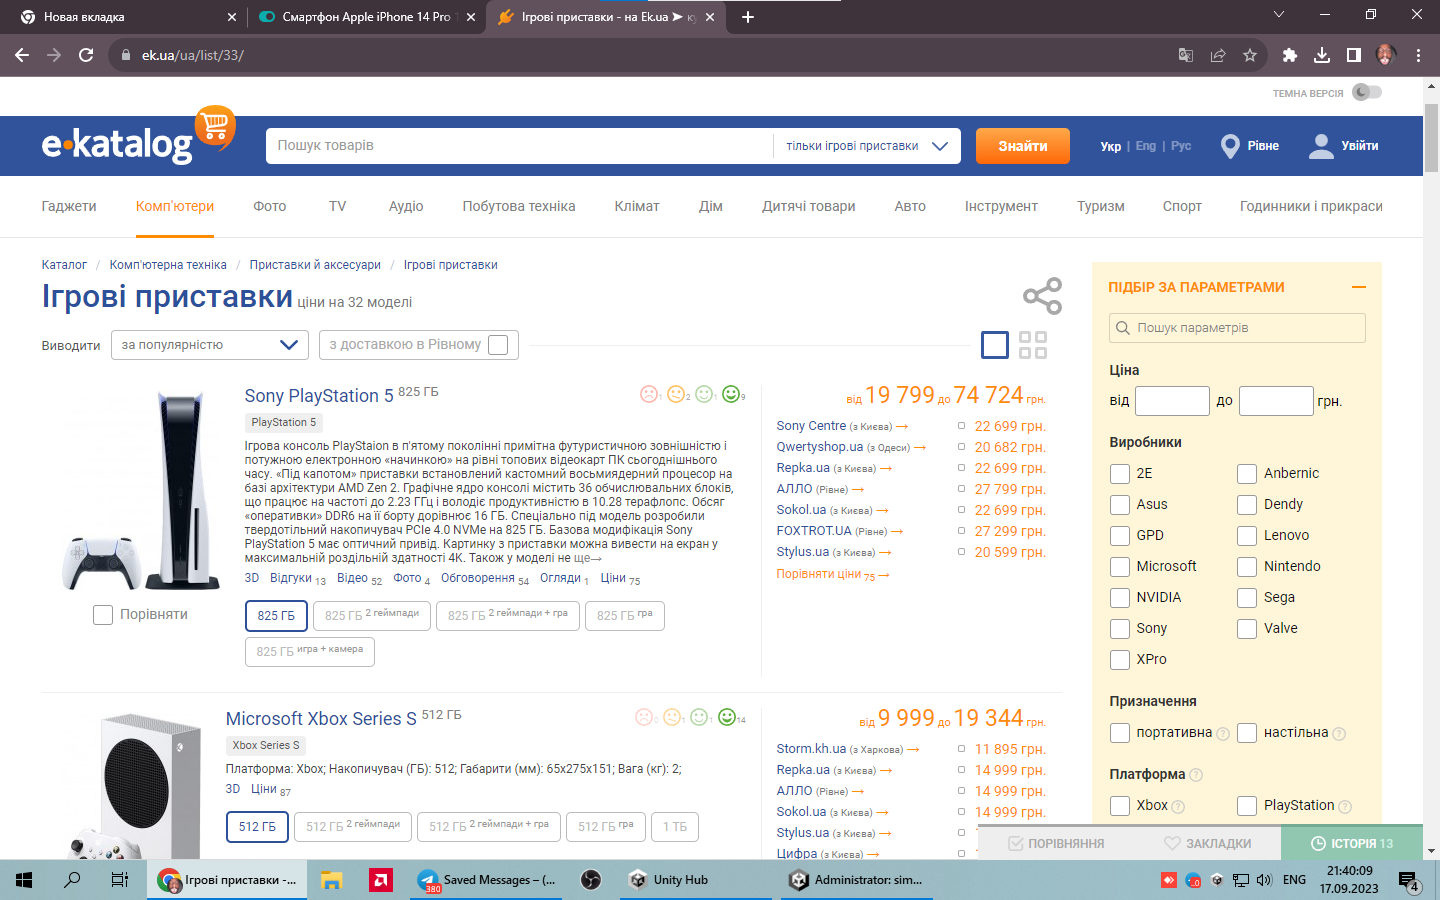 Новая вкладка
Смартфон Apple iPhone 14 Pro 1
Ігрові приставки - на Ek.ua ➤ ку
ek.ua/ua/list/33/
ТЕМНА ВЕРСІЯ
e·katalog
Пошук товарів
тільки ігрові приставки
Знайти
Укр | Eng | Рус
Рівне
Увійти
Гаджети
Комп'ютери
Фото
TV
Аудіо
Побутова техніка
Клімат
Дім
Дитячі товари
Авто
Інструмент
Туризм
Спорт
Годинники і прикраси
Каталог / Комп'ютерна техніка / Приставки й аксесуари / Ігрові приставки
Ігрові приставки ціни на 32 моделі
Виводити
за популярністю
з доставкою в Рівному
Sony PlayStation 5 825 ГБ
1 2 1 9
PlayStation 5
Ігрова консоль PlayStaion в п'ятому поколінні примітна футуристичною зовнішністю і
потужною електронною «начинкою» на рівні топових відеокарт ПК сьогоднішнього
часу. «Під капотом» приставки встановлений кастомний восьмиядерний процесор на
базі архітектури AMD Zen 2. Графічне ядро консолі містить 36 обчислювальних блоків,
що працює на частоті до 2.23 ГГц і володіє продуктивністю в 10.28 терафлопс. Обсяг
«оперативки» DDR6 на її борту дорівнює 16 ГБ. Спеціально під модель розробили
твердотільний накопичувач PCIe 4.0 NVMe на 825 ГБ. Базова модифікація Sony
PlayStation 5 має оптичний привід. Картинку з приставки можна вивести на екран у
максимальній роздільній здатності 4K. Також у моделі не ще→
3D Відгуки 13 Відео 52 Фото 4 Обговорення 54 Огляди 1 Ціни 75
Порівняти
825 ГБ
825 ГБ 2 геймпади
825 ГБ 2 геймпади + гра
825 ГБ гра
825 ГБ игра + камера
від 19 799 до 74 724 грн.
Sony Centre (з Києва) → 22 699 грн.
Qwertyshop.ua (з Одеси) → 20 682 грн.
Repka.ua (з Києва) → 22 699 грн.
АЛЛО (Рівне) → 27 799 грн.
Sokol.ua (з Києва) → 22 699 грн.
FOXTROT.UA (Рівне) → 27 299 грн.
Stylus.ua (з Києва) → 20 599 грн.
Порівняти ціни 75 →
Microsoft Xbox Series S 512 ГБ
0 1 1 14
Xbox Series S
Платформа: Xbox; Накопичувач (ГБ): 512; Габарити (мм): 65x275x151; Вага (кг): 2;
3D Ціни 87
512 ГБ
512 ГБ 2 геймпади
512 ГБ 2 геймпади + гра
512 ГБ гра
1 ТБ
від 9 999 до 19 344 грн.
Storm.kh.ua (з Харкова) → 11 895 грн.
Repka.ua (з Києва) → 14 999 грн.
АЛЛО (Рівне) → 14 999 грн.
Sokol.ua (з Києва) → 14 999 грн.
Stylus.ua (з Києва) →
Цифра (з Києва) →
ПІДБІР ЗА ПАРАМЕТРАМИ
Пошук параметрів
Ціна
від до грн.
Виробники
2E
Anbernic
Asus
Dendy
GPD
Lenovo
Microsoft
Nintendo
NVIDIA
Sega
Sony
Valve
XPro
Призначення
портативна ?
настільна ?
Платформа ?
Xbox ?
PlayStation ?
ПОРІВНЯННЯ
ЗАКЛАДКИ
ІСТОРІЯ 13
Ігрові приставки -...
380
Saved Messages – (...
Unity Hub
Administrator: sim...
ENG
21:40:09
17.09.2023
4